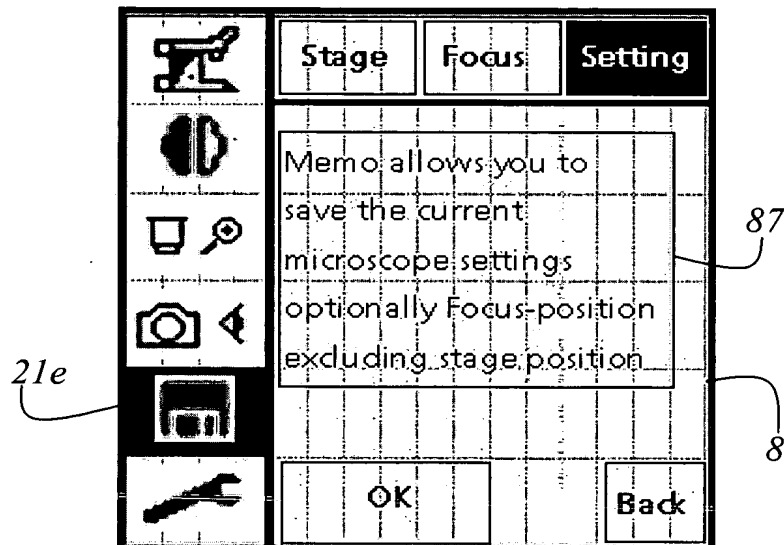 Stage Focus Setting
Memo allows you to
save the current
microscope settings
optionally Focus-position
excluding stage position
87
21e
8
OK Back